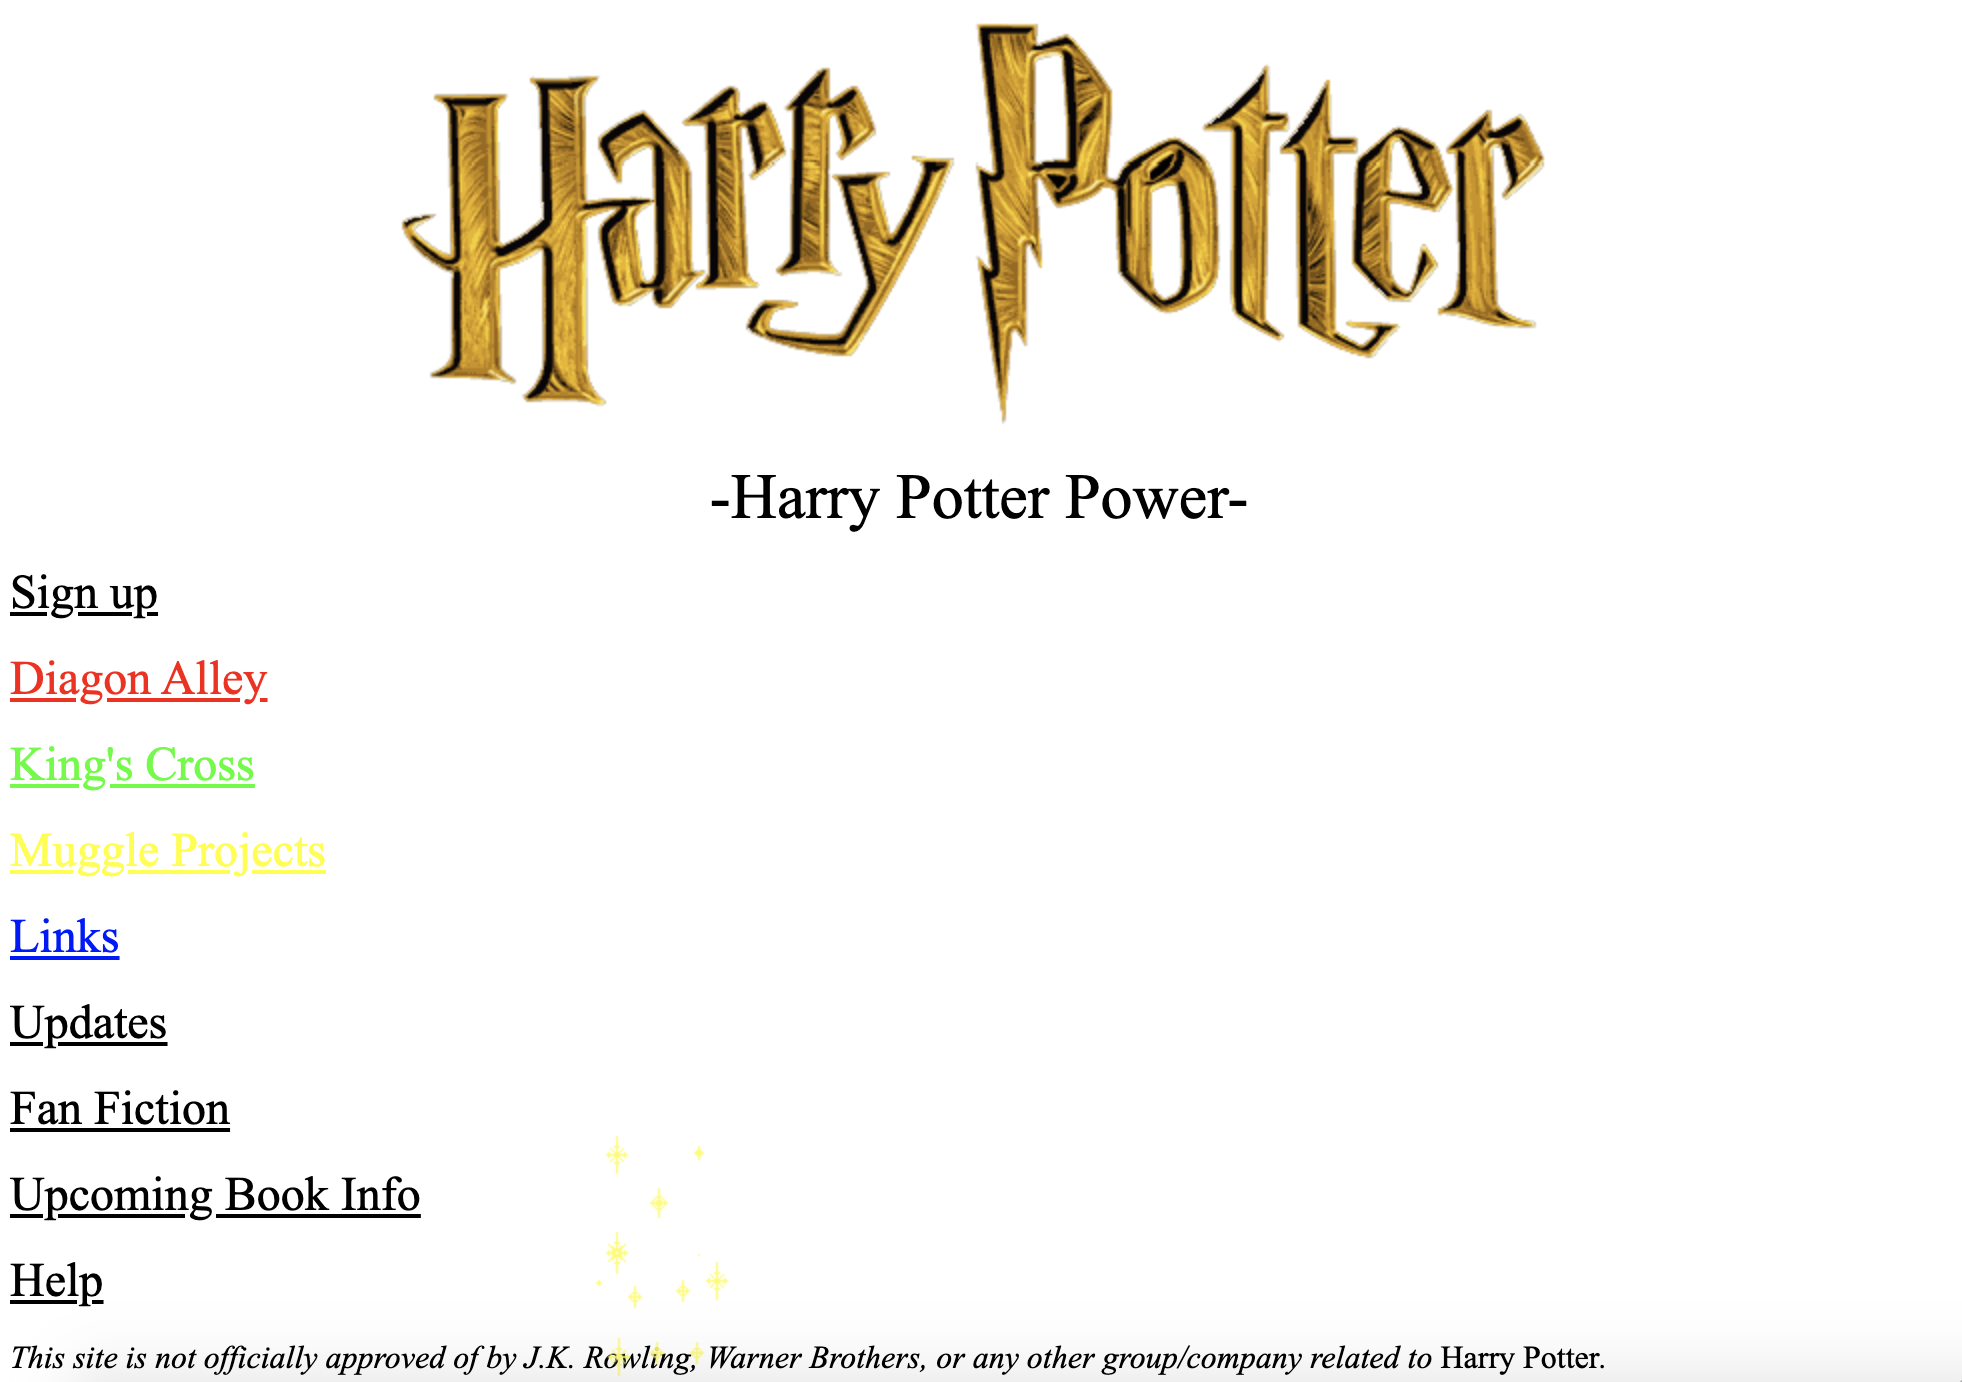 Harry Potter
-Harry Potter Power-
Sign up
Diagon Alley
King's Cross
Muggle Projects
Links
Updates
Fan Fiction
Upcoming Book Info
Help
This site is not officially approved of by J.K. Rowling, Warner Brothers, or any other group/company related to Harry Potter.